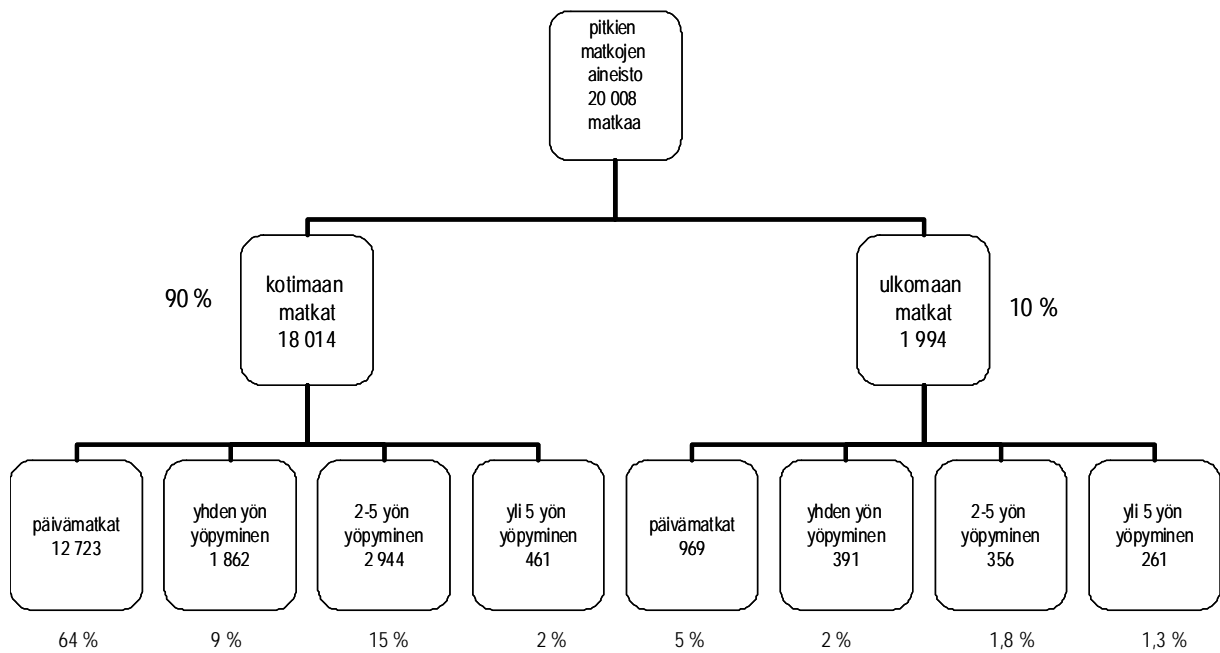 pitkien
matkojen
aineisto
20 008
matkaa
90 %
kotimaan
matkat
18 014
ulkomaan
matkat
1 994
10 %
päivämatkat
12 723
yhden yön
yöpyminen
1 862
2-5 yön
yöpyminen
2 944
yli 5 yön
yöpyminen
461
päivämatkat
969
yhden yön
yöpyminen
391
2-5 yön
yöpyminen
356
yli 5 yön
yöpyminen
261
64 %
9 %
15 %
2 %
5 %
2 %
1,8 %
1,3 %